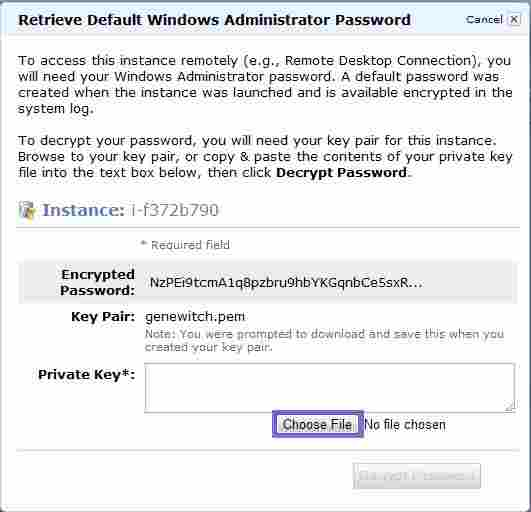 Retrieve Default Windows Administrator Password Cancel
To access this instance remotely (e.g., Remote Desktop Connection), you
will need your Windows Administrator password. A default password was
created when the instance was launched and is available encrypted in the
system log.
To decrypt your password, you will need your key pair for this instance.
Browse to your key pair, or copy & paste the contents of your private key
file into the text box below, then click Decrypt Password.
Instance: i-f372b790
* Required field
Encrypted
Password: NzPEi9tcmA1q8pzbru9hbYKGqnbCe5sxR...
Key Pair: genewitch.pem
Note: You were prompted to download and save this when you
created your key pair.
Private Key*:
Choose File No file chosen
Decrypt Password